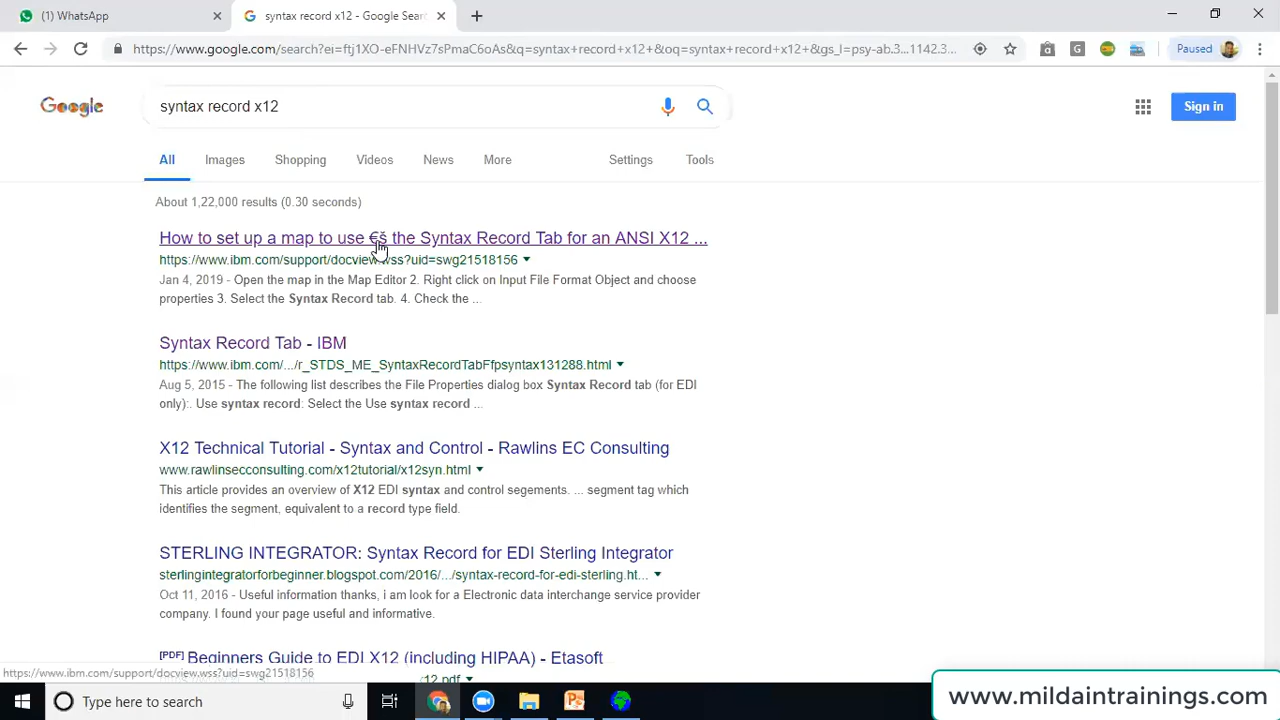 WhatsApp
syntax record x12 - Google Sear
https://www.google.com/search?ei=ftj1XO-eFNHVz7sPmaC6oAs&q=syntax+record+x12+&oq=syntax+record+x12+&gs_l=psy-ab.3...1142.3...
Paused
Google
syntax record x12
Sign in
All Images Shopping Videos News More Settings Tools
About 1,22,000 results (0.30 seconds)
How to set up a map to use €š the Syntax Record Tab for an ANSI X12 ...
https://www.ibm.com/support/docview.wss?uid=swg21518156
Jan 4, 2019 - Open the map in the Map Editor 2. Right click on Input File Format Object and choose
properties 3. Select the Syntax Record tab. 4. Check the ...
Syntax Record Tab - IBM
https://www.ibm.com/.../r_STDS_ME_SyntaxRecordTabFfpsyntax131288.html
Aug 5, 2015 - The following list describes the File Properties dialog box Syntax Record tab (for EDI
only):. Use syntax record: Select the Use syntax record ...
X12 Technical Tutorial - Syntax and Control - Rawlins EC Consulting
www.rawlinsecconsulting.com/x12tutorial/x12syn.html
This article provides an overview of X12 EDI syntax and control segements. ... segment tag which
identifies the segment, equivalent to a record type field.
STERLING INTEGRATOR: Syntax Record for EDI Sterling Integrator
sterlingintegratorforbeginner.blogspot.com/2016/.../syntax-record-for-edi-sterling.ht...
Oct 11, 2016 - Useful information thanks, i am look for a Electronic data interchange service provider
company. I found your page useful and informative.
[PDF] Beginners Guide to EDI X12 (including HIPAA) - Etasoft
12.pdf
https://www.ibm.com/support/docview.wss?uid=swg21518156
Type here to search
www.mildaintrainings.com